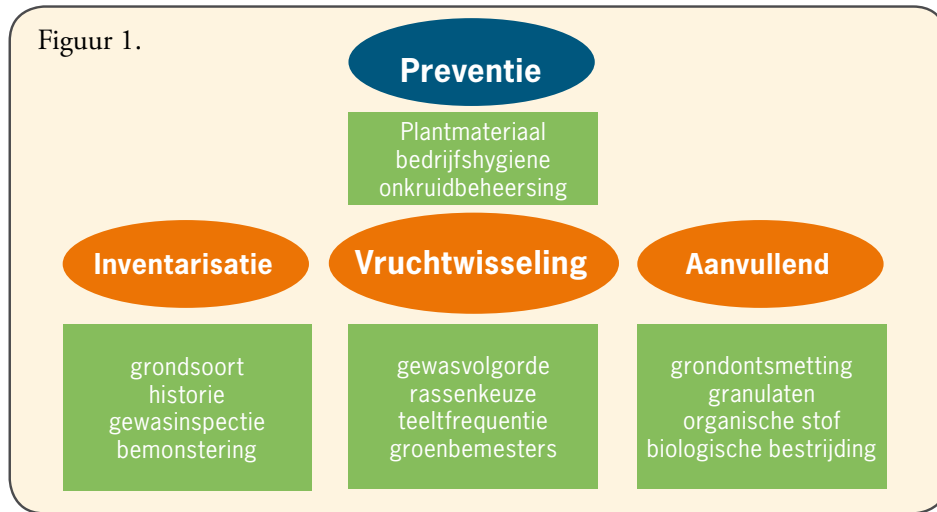 Figuur 1.
Preventie
Plantmateriaal
bedrijfshygiene
onkruidbeheersing
Inventarisatie
grondsoort
historie
gewasinspectie
bemonstering
Vruchtwisseling
gewasvolgorde
rassenkeuze
teeltfrequentie
groenbemesters
Aanvullend
grondontsmetting
granulaten
organische stof
biologische bestrijding